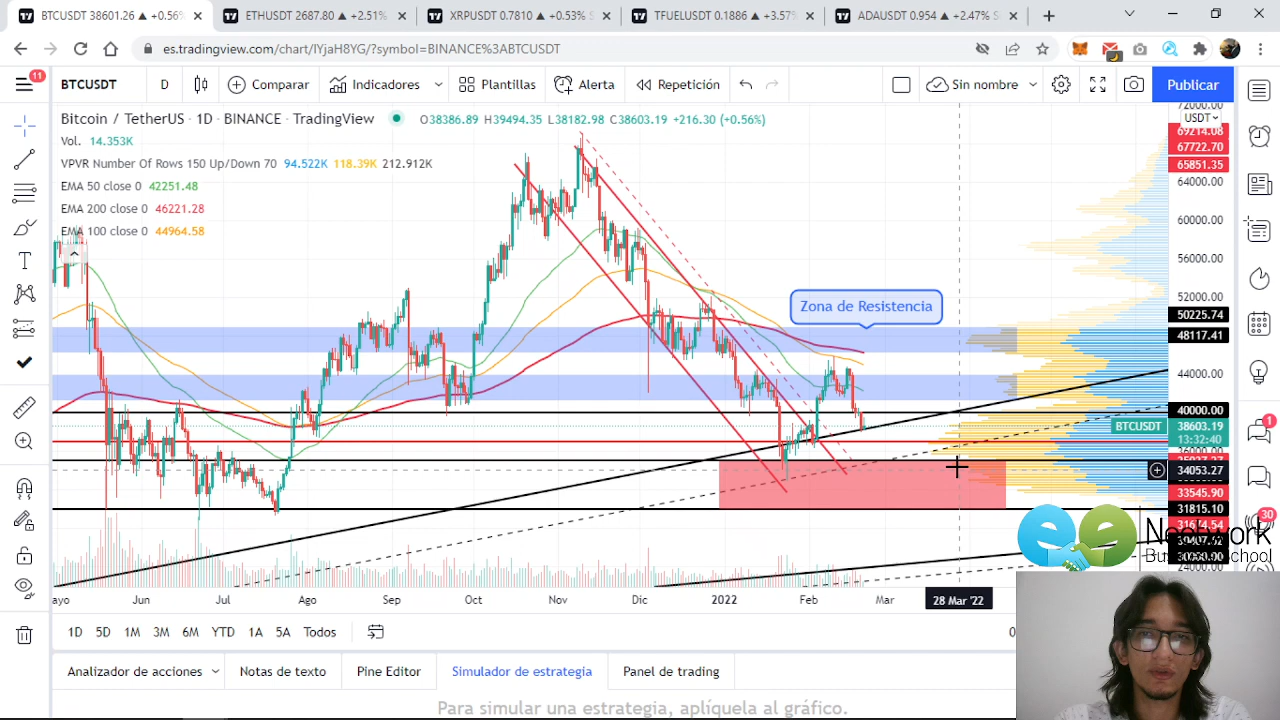 BTCUSDT 38601.26 ▲ +0.56%
ETHUSDT 2687.80 ▲ +2.51%
XRPUSDT 0.7810 ▲ +0.53% S
TFUELUSDT 0.1886 ▲ +3.57%
ADAUSDT 0.954 ▲ +2.47% S
es.tradingview.com/chart/IYjaH8YG/?symbol=BINANCE%3ABTCUSDT
11
BTCUSDT
D
Comparar
Indicadores
Plantillas
Alerta
Repetición
Sin nombre
Publicar
Bitcoin / TetherUS · 1D · BINANCE · TradingView
O38386.89 H39494.35 L38182.98 C38603.19 +216.30 (+0.56%)
Vol. 14.353K
VPVR Number Of Rows 150 Up/Down 70 94.522K 118.39K 212.912K
EMA 50 close 0 42251.48
EMA 200 close 0 46221.28
EMA 100 close 0 44964.58
Zona de Resistencia
72000.00
USDT
69214.08
67722.70
65851.35
64000.00
60000.00
56000.00
52000.00
50225.74
48117.41
44000.00
40000.00
BTCUSDT 38603.19
13:32:40
34053.27
33545.90
31815.10
1
30
Business School
ayo Jun Jul Ago Sep Oct Nov Dic 2022 Feb Mar 28 Mar '22
1D 5D 1M 3M 6M YTD 1A 5A Todos
Analizador de acciones
Notas de texto
Pine Editor
Simulador de estrategia
Panel de trading
Para simular una estrategia, aplíquela al gráfico.